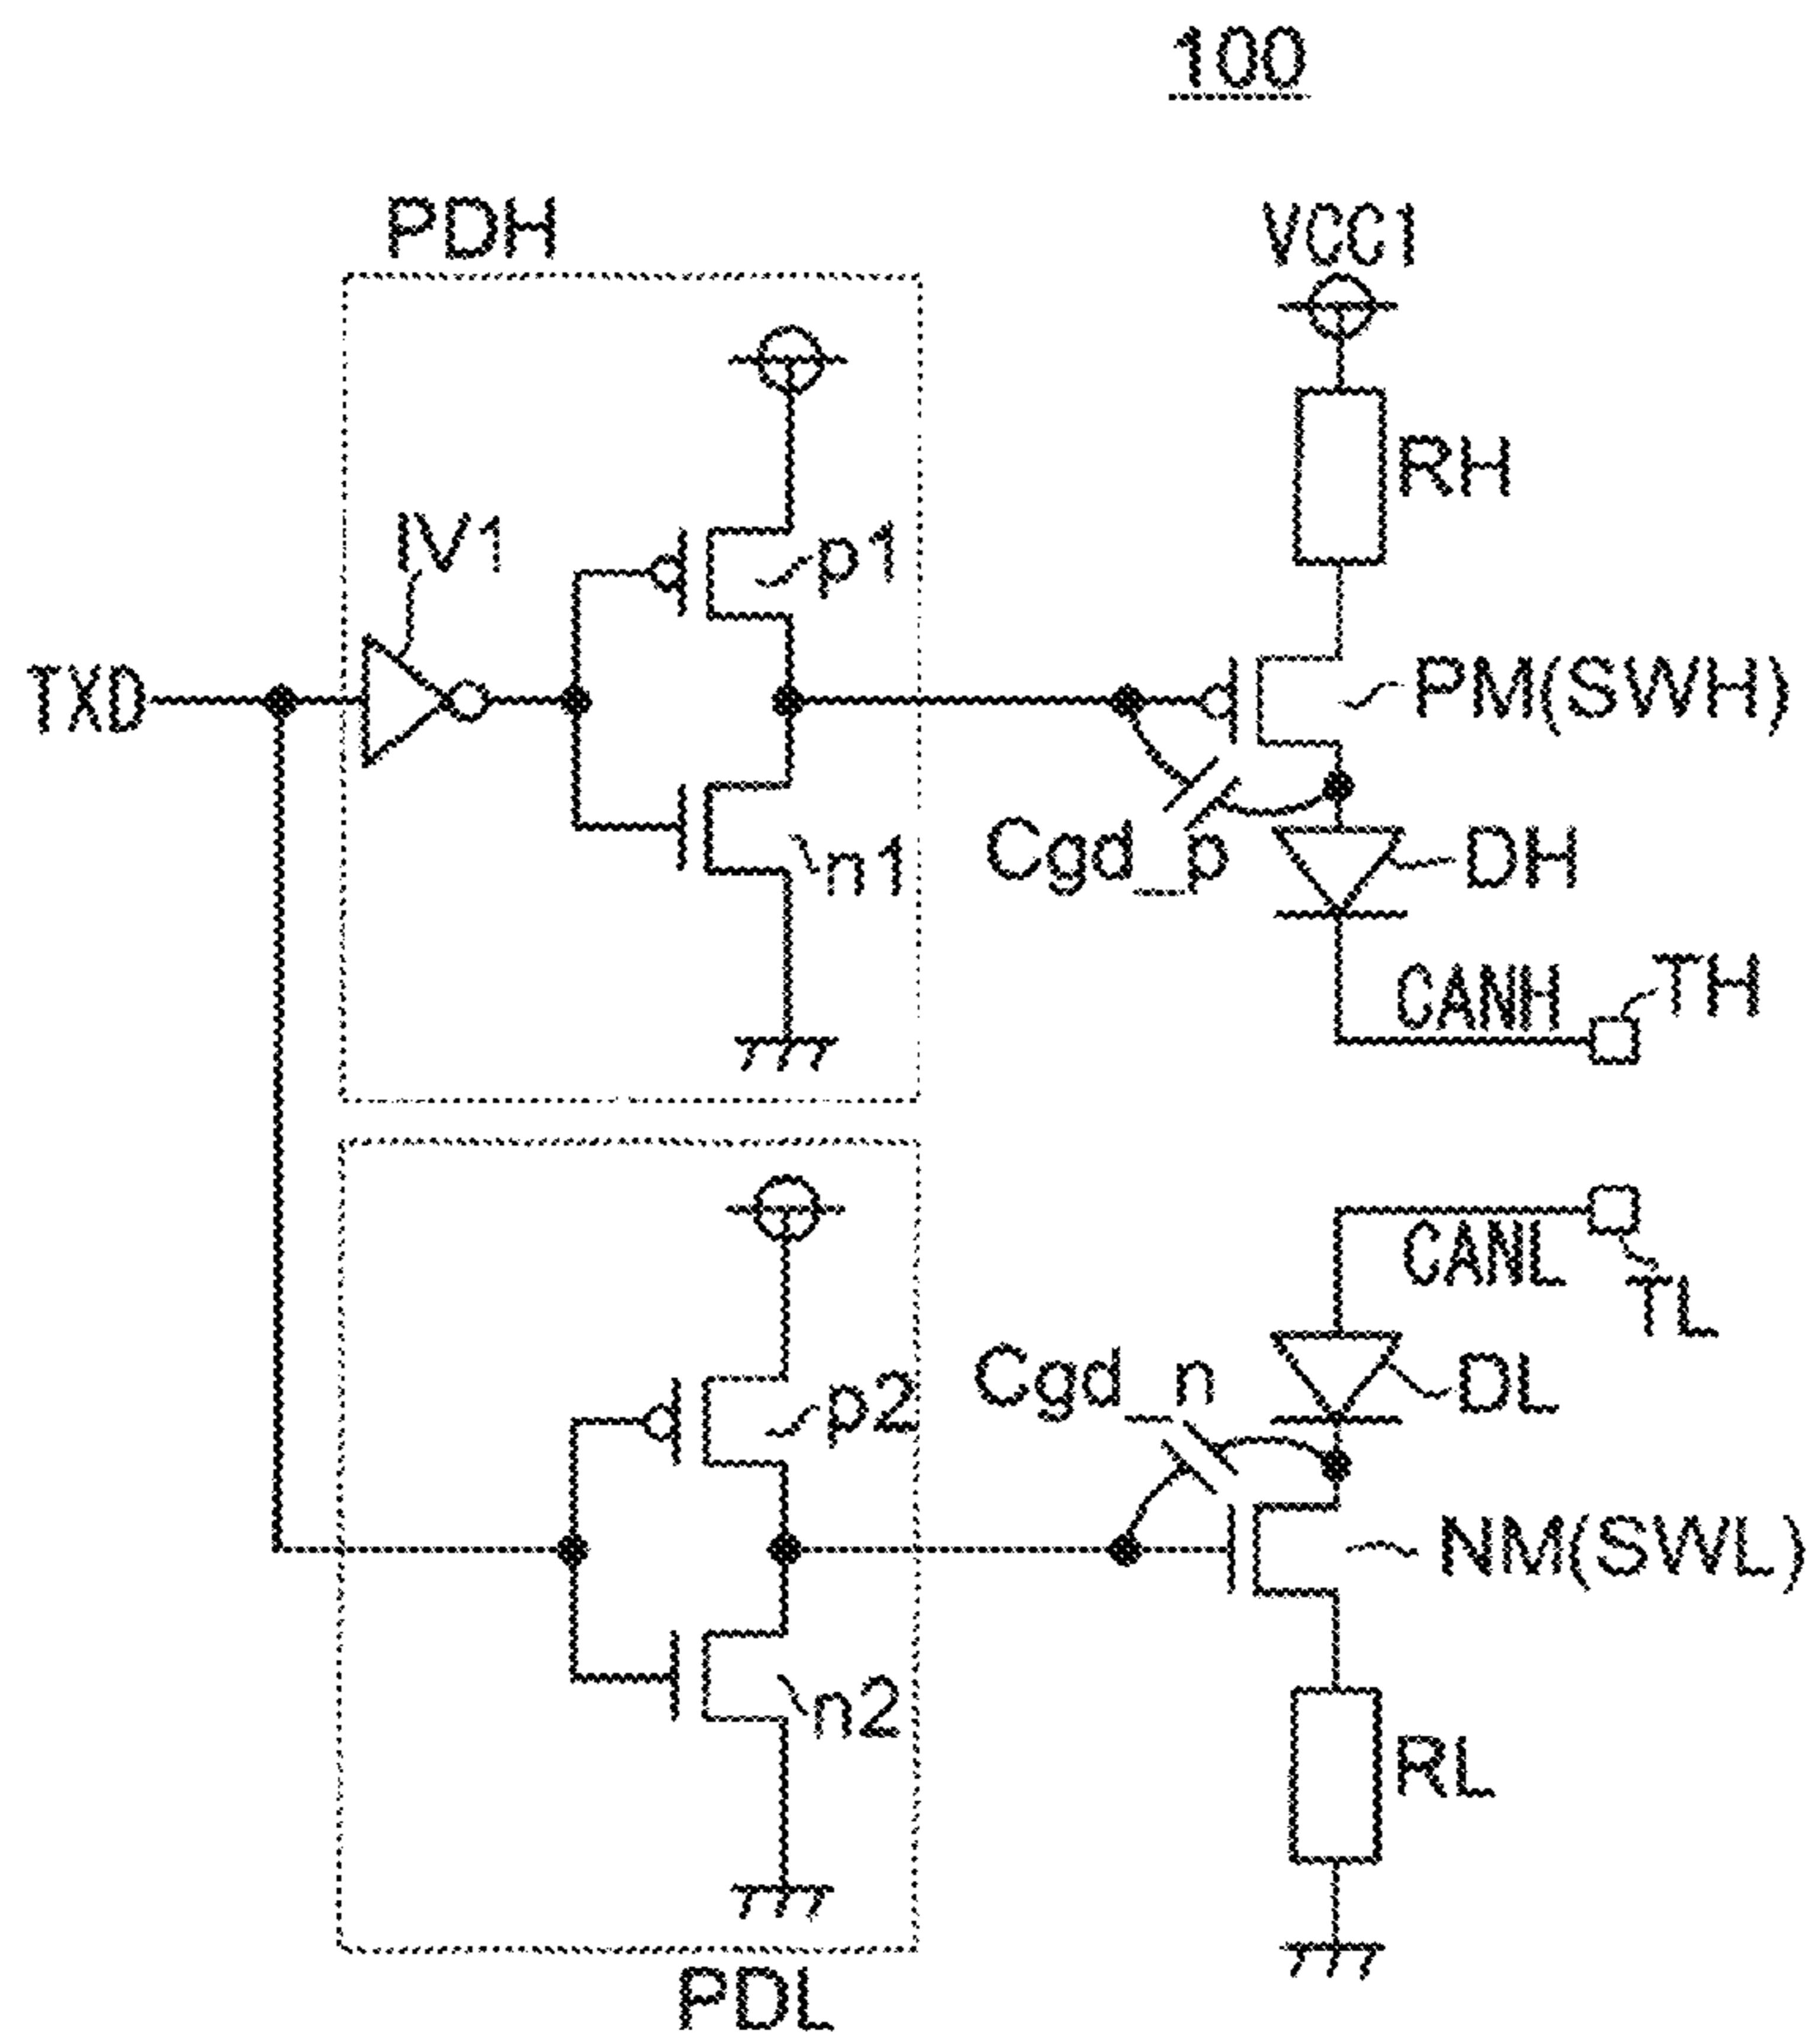 100
PDH
VCC1
RH
IV1
p1
TXD
PM(SWH)
n1
Cgd_p
DH
CANH
TH
CANL
TL
Cgd_n
DL
p2
NM(SWL)
n2
RL
PDL